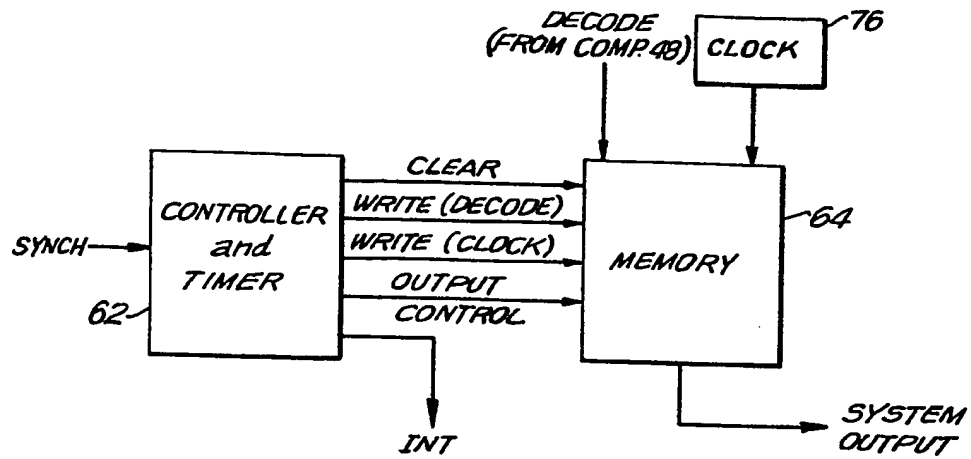 DECODE
(FROM COMP. 48)
CLOCK
76
CLEAR
WRITE (DECODE)
WRITE (CLOCK)
OUTPUT
CONTROL
CONTROLLER
and
TIMER
SYNCH
62
MEMORY
64
INT
SYSTEM
OUTPUT